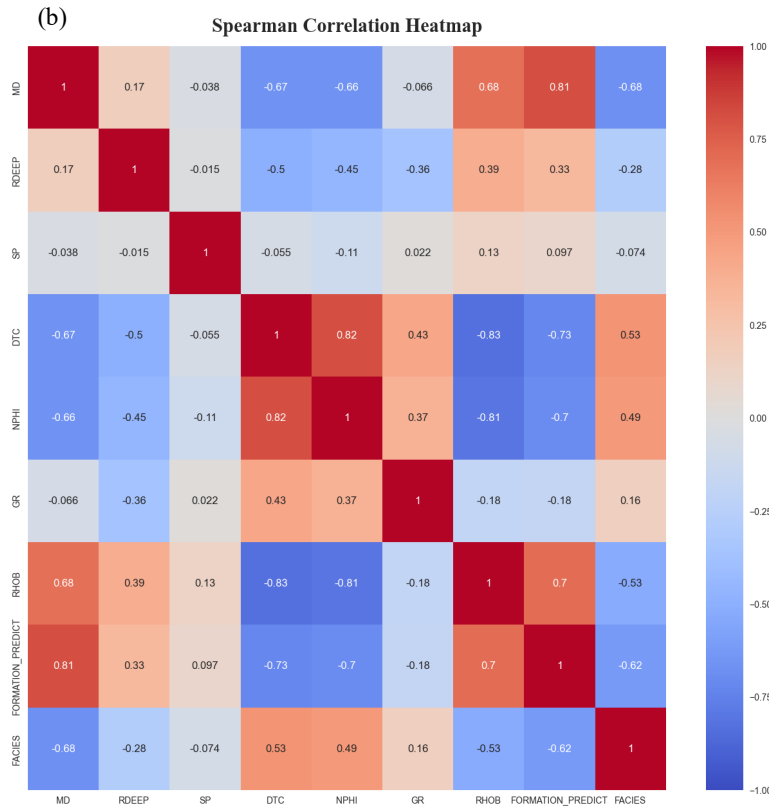 (b)
Spearman Correlation Heatmap
MD 1 0.17 -0.038 -0.67 -0.66 -0.066 0.68 0.81 -0.68
RDEEP 0.17 1 -0.015 -0.5 -0.45 -0.36 0.39 0.33 -0.28
SP -0.038 -0.015 1 -0.055 -0.11 0.022 0.13 0.097 -0.074
DTC -0.67 -0.5 -0.055 1 0.82 0.43 -0.83 -0.73 0.53
NPHI -0.66 -0.45 -0.11 0.82 1 0.37 -0.81 -0.7 0.49
GR -0.066 -0.36 0.022 0.43 0.37 1 -0.18 -0.18 0.16
RHOB 0.68 0.39 0.13 -0.83 -0.81 -0.18 1 0.7 -0.53
FORMATION_PREDICT 0.81 0.33 0.097 -0.73 -0.7 -0.18 0.7 1 -0.62
FACIES -0.68 -0.28 -0.074 0.53 0.49 0.16 -0.53 -0.62 1
MD RDEEP SP DTC NPHI GR RHOB FORMATION_PREDICT FACIES
1.00
0.75
0.50
0.25
0.00
-0.25
-0.50
-0.75
-1.00